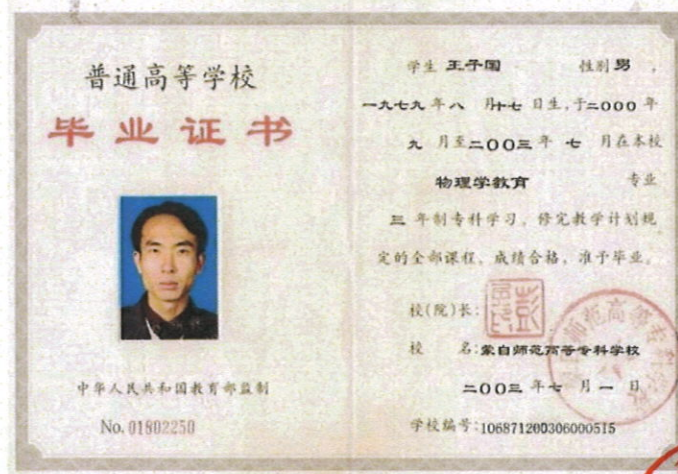 普通高等学校
毕业证书
中华人民共和国教育部监制
No. 01802250
学生 王子国 性别 男 ,
一九七九 年 八 月 十七 日生,于二000 年
九 月至二00三 年 七 月在本校
物理学教育 专业
三 年制专科学习,修完教学计划规
定的全部课程,成绩合格,准予毕业。
校(院)长:
校 名:蒙自师范高等专科学校
二00三 年 七 月 一 日
学校编号:106871200306000515